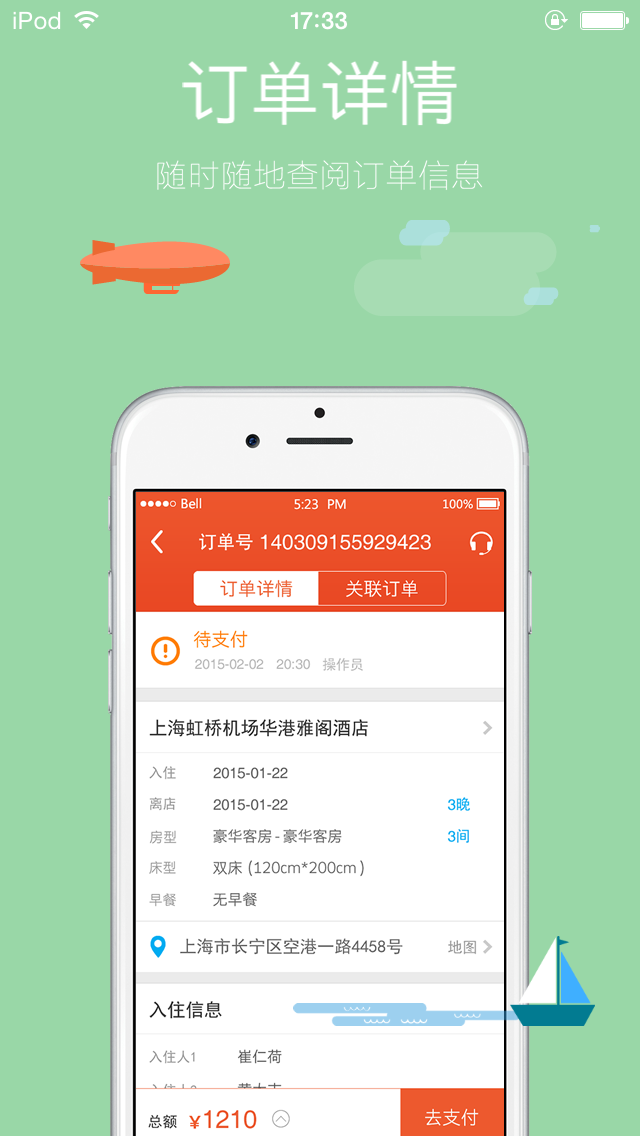 iPod 17:33
订单详情
随时随地查阅订单信息
Bell 5:23 PM 100%
订单号 140309155929423
订单详情 关联订单
待支付
2015-02-02 20:30 操作员
上海虹桥机场华港雅阁酒店
入住 2015-01-22
离店 2015-01-22 3晚
房型 豪华客房 - 豪华客房 3间
床型 双床 (120cm*200cm)
早餐 无早餐
上海市长宁区空港一路4458号 地图
入住信息
入住人1 崔仁荷
总额 ¥1210 去支付